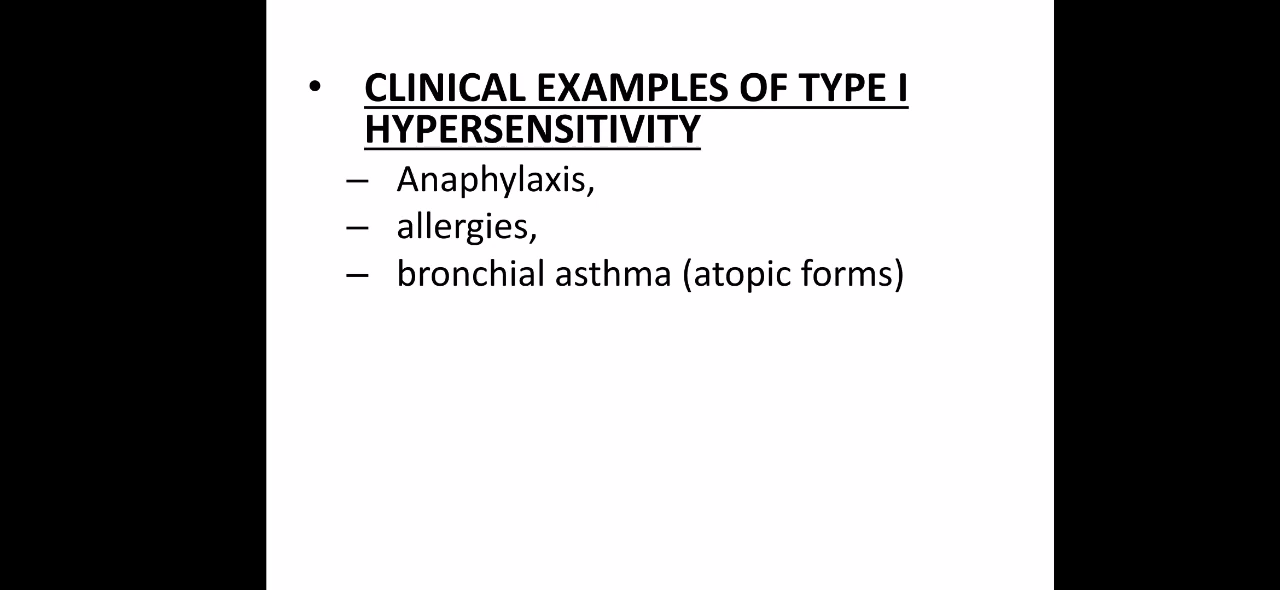 • CLINICAL EXAMPLES OF TYPE I
HYPERSENSITIVITY
– Anaphylaxis,
– allergies,
– bronchial asthma (atopic forms)